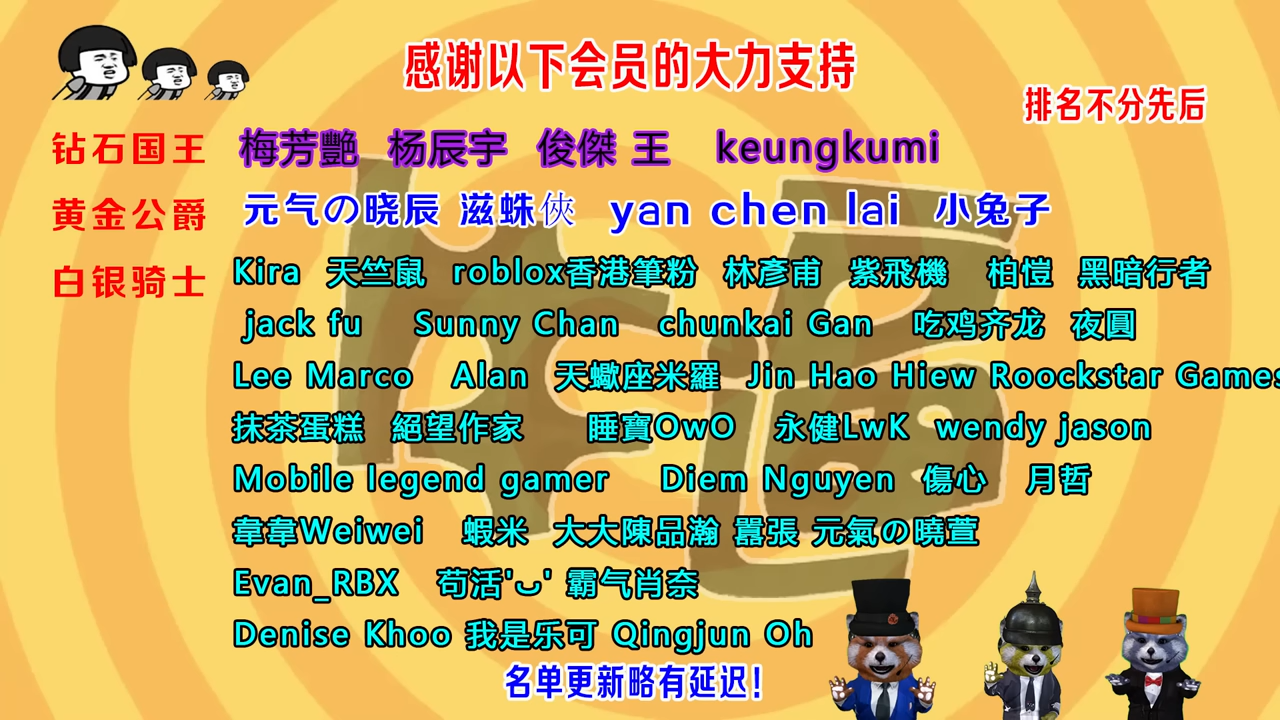 感谢以下会员的大力支持
排名不分先后
钻石国王 梅芳艷 杨辰宇 俊傑 王 keungkumi
黄金公爵 元气の晓辰 滋蛛俠 yan chen lai 小兔子
白银骑士 Kira 天竺鼠 roblox香港筆粉 林彥甫 紫飛機 柏愷 黑暗行者
jack fu Sunny Chan chunkai Gan 吃鸡齐龙 夜圓
Lee Marco Alan 天蠍座米羅 Jin Hao Hiew Roockstar Games
抹茶蛋糕 絕望作家 睡寶OwO 永健LwK wendy jason
Mobile legend gamer Diem Nguyen 傷心 月哲
韋韋Weiwei 蝦米 大大陳品瀚 囂張 元氣の曉萱
Evan_RBX 苟活'ᴗ' 霸气肖奈
Denise Khoo 我是乐可 Qingjun Oh
名单更新略有延迟!